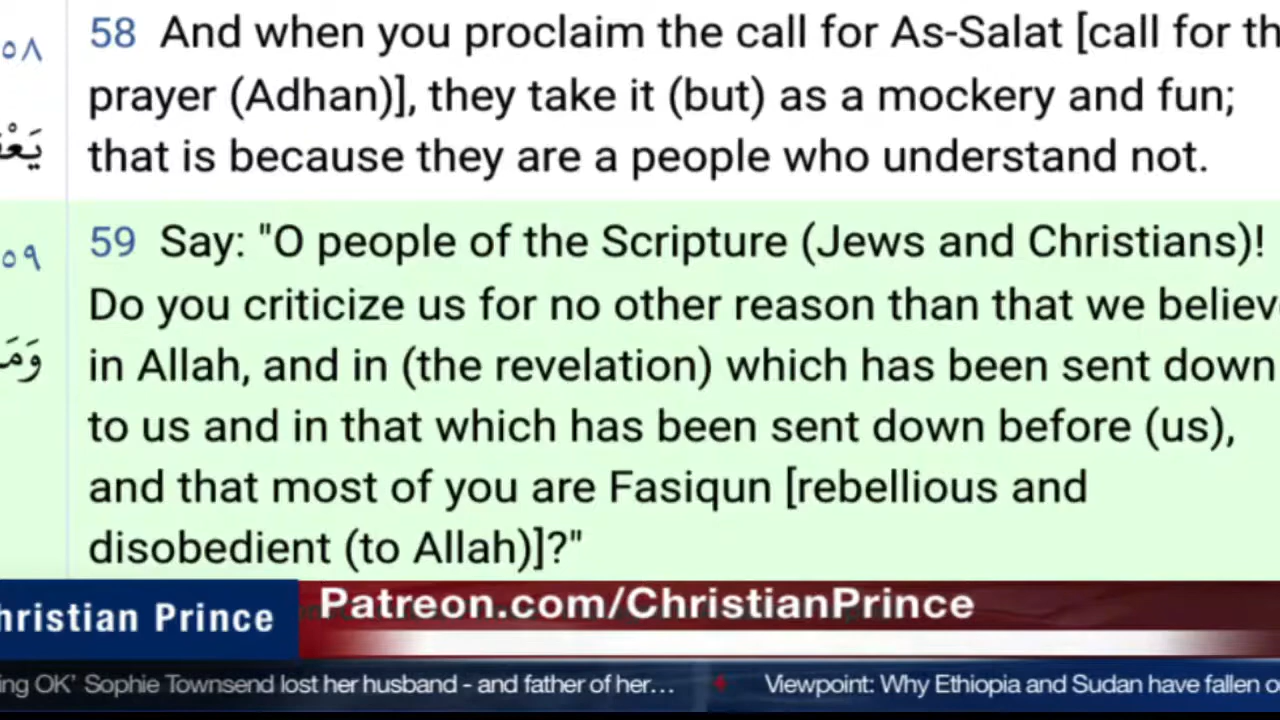 ٥٨
58 And when you proclaim the call for As-Salat [call for th
prayer (Adhan)], they take it (but) as a mockery and fun;
that is because they are a people who understand not.
٥٩
59 Say: "O people of the Scripture (Jews and Christians)!
Do you criticize us for no other reason than that we believe
in Allah, and in (the revelation) which has been sent down
to us and in that which has been sent down before (us),
and that most of you are Fasiqun [rebellious and
disobedient (to Allah)]?"
hristian Prince
Patreon.com/ChristianPrince
ing OK' Sophie Townsend lost her husband - and father of her...
Viewpoint: Why Ethiopia and Sudan have fallen o